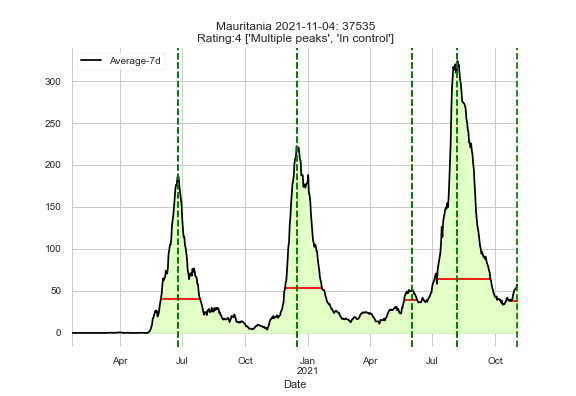 Mauritania 2021-11-04: 37535
Rating:4 ['Multiple peaks', 'In control']
Average-7d
300
250
200
150
100
50
0
Apr Jul Oct Jan Apr Jul Oct
2021
Date